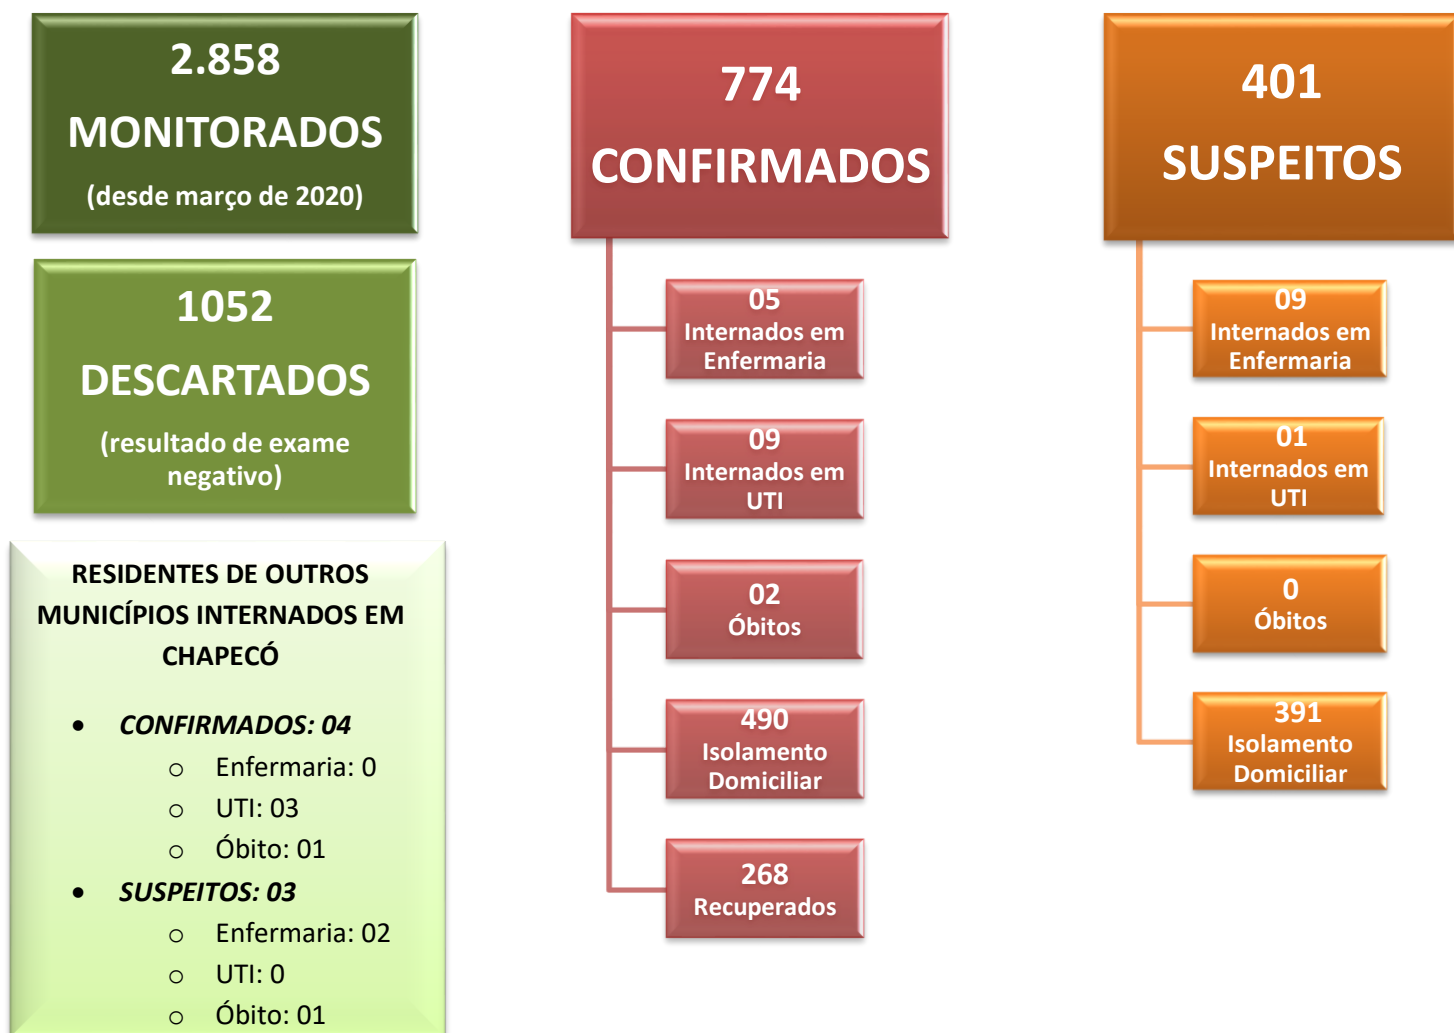 2.858
MONITORADOS
(desde março de 2020)
1052
DESCARTADOS
(resultado de exame
negativo)
RESIDENTES DE OUTROS
MUNICÍPIOS INTERNADOS EM
CHAPECÓ
• CONFIRMADOS: 04
o Enfermaria: 0
o UTI: 03
o Óbito: 01
• SUSPEITOS: 03
o Enfermaria: 02
o UTI: 0
o Óbito: 01
774
CONFIRMADOS
05
Internados em
Enfermaria
09
Internados em
UTI
02
Óbitos
490
Isolamento
Domiciliar
268
Recuperados
401
SUSPEITOS
09
Internados em
Enfermaria
01
Internados em
UTI
0
Óbitos
391
Isolamento
Domiciliar